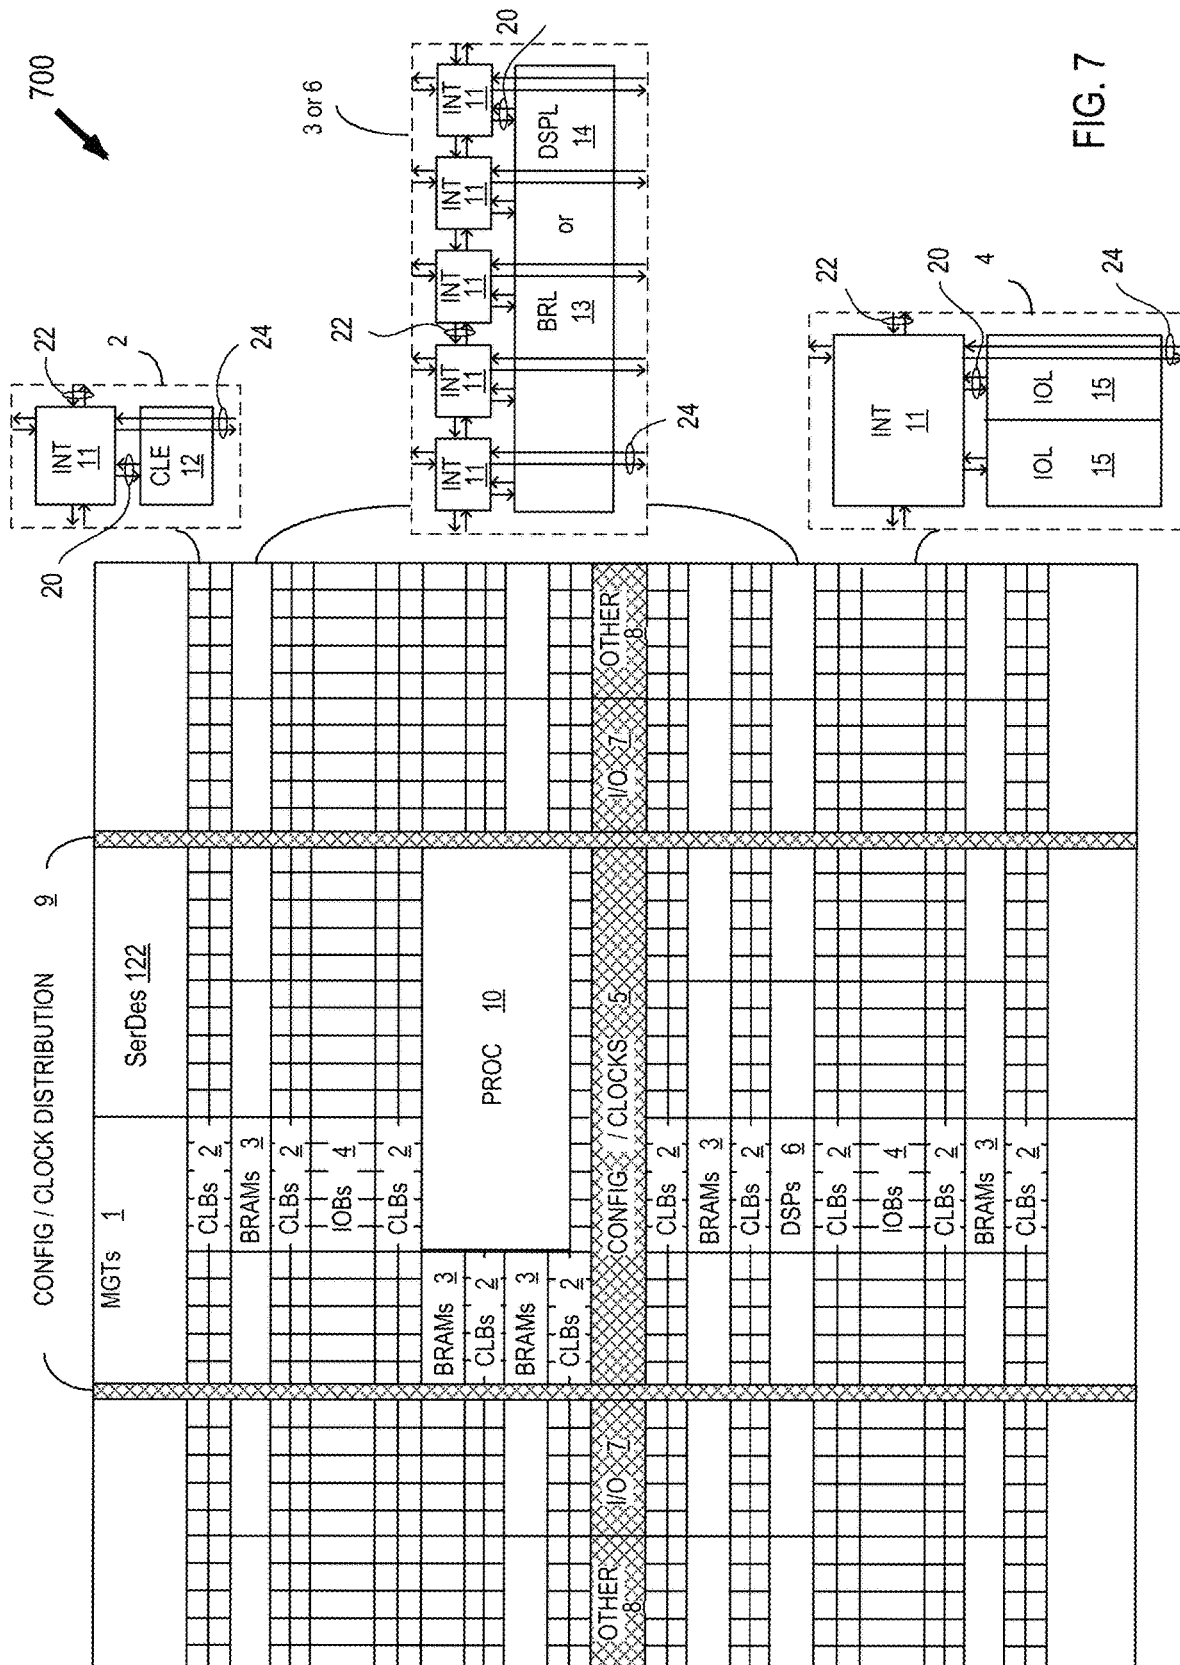 700
CONFIG / CLOCK DISTRIBUTION 9
MGTs 1
SerDes 122
CLBs 2
BRAMs 3
CLBs 2
IOBs 4
CLBs 2
BRAMs 3
CLBs 2
BRAMs 3
CLBs 2
PROC 10
OTHER 8
I/O 7
CONFIG / CLOCKS 5
I/O 7
OTHER 8
CLBs 2
BRAMs 3
CLBs 2
DSPs 6
CLBs 2
IOBs 4
CLBs 2
BRAMs 3
CLBs 2
20
INT
11
CLE
12
22
2
24
3 or 6
INT
11
INT
11
INT
11
INT
11
INT
11
22
20
BRL
13
or
DSPL
14
24
INT
11
22
20
4
IOL
15
IOL
15
24
FIG. 7